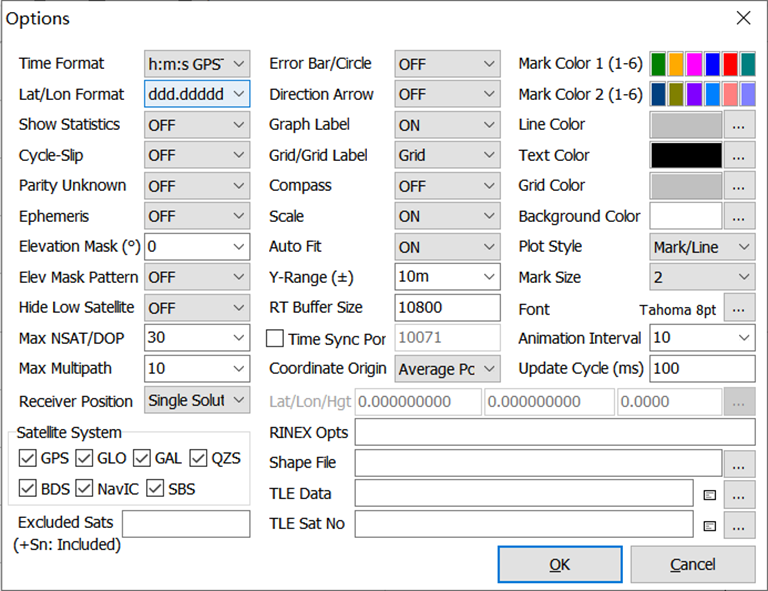 Options
Time Format h:m:s GPS Error Bar/Circle OFF Mark Color 1 (1-6)
Lat/Lon Format ddd.ddddd Direction Arrow OFF Mark Color 2 (1-6)
Show Statistics OFF Graph Label ON Line Color ...
Cycle-Slip OFF Grid/Grid Label Grid Text Color ...
Parity Unknown OFF Compass OFF Grid Color ...
Ephemeris OFF Scale ON Background Color ...
Elevation Mask (°) 0 Auto Fit ON Plot Style Mark/Line
Elev Mask Pattern OFF Y-Range (±) 10m Mark Size 2
Hide Low Satellite OFF RT Buffer Size 10800 Font Tahoma 8pt ...
Max NSAT/DOP 30 Time Sync Por 10071 Animation Interval 10
Max Multipath 10 Coordinate Origin Average Pc Update Cycle (ms) 100
Receiver Position Single Solut Lat/Lon/Hgt 0.000000000 0.000000000 0.0000 ...
Satellite System RINEX Opts
GPS GLO GAL QZS Shape File ...
BDS NavIC SBS TLE Data ...
Excluded Sats TLE Sat No ...
(+Sn: Included)
OK Cancel